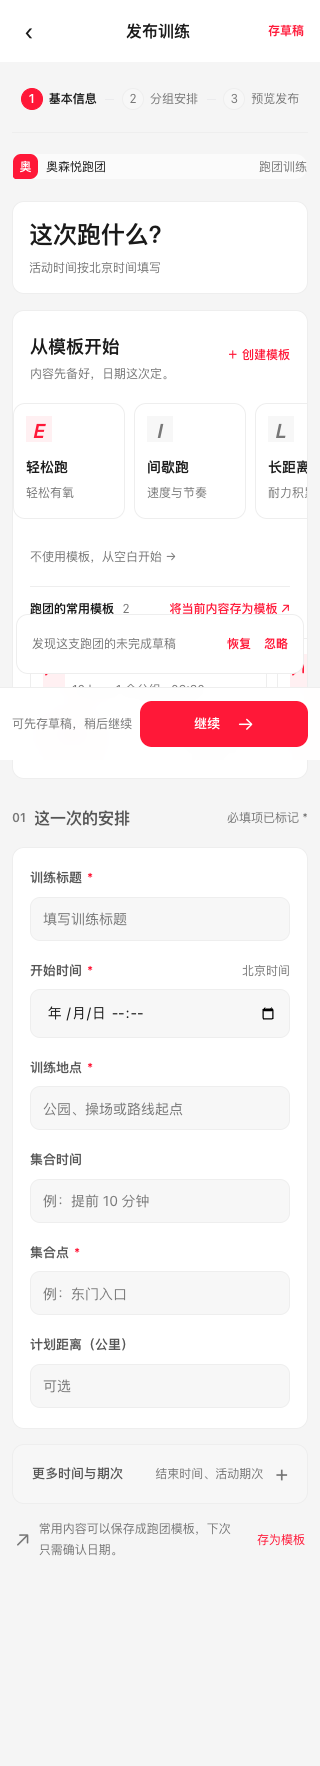 ‹ 发布训练 存草稿
1 基本信息 2 分组安排 3 预览发布
奥 奥森悦跑团 跑团训练
这次跑什么?
活动时间按北京时间填写
从模板开始
+ 创建模板
内容先备好，日期这次定。
E I L
轻松跑 间歇跑 长距离
轻松有氧 速度与节奏 耐力积
不使用模板，从空白开始 →
跑团的常用模板 2 将当前内容存为模板 ↗
发现这支跑团的未完成草稿 恢复 忽略
可先存草稿，稍后继续 继续 →
01 这一次的安排 必填项已标记 *
训练标题 *
填写训练标题
开始时间 * 北京时间
年 /月/日 --:--
训练地点 *
公园、操场或路线起点
集合时间
例：提前 10 分钟
集合点 *
例：东门入口
计划距离（公里）
可选
更多时间与期次 结束时间、活动期次 +
↗ 常用内容可以保存成跑团模板，下次
只需确认日期。
存为模板